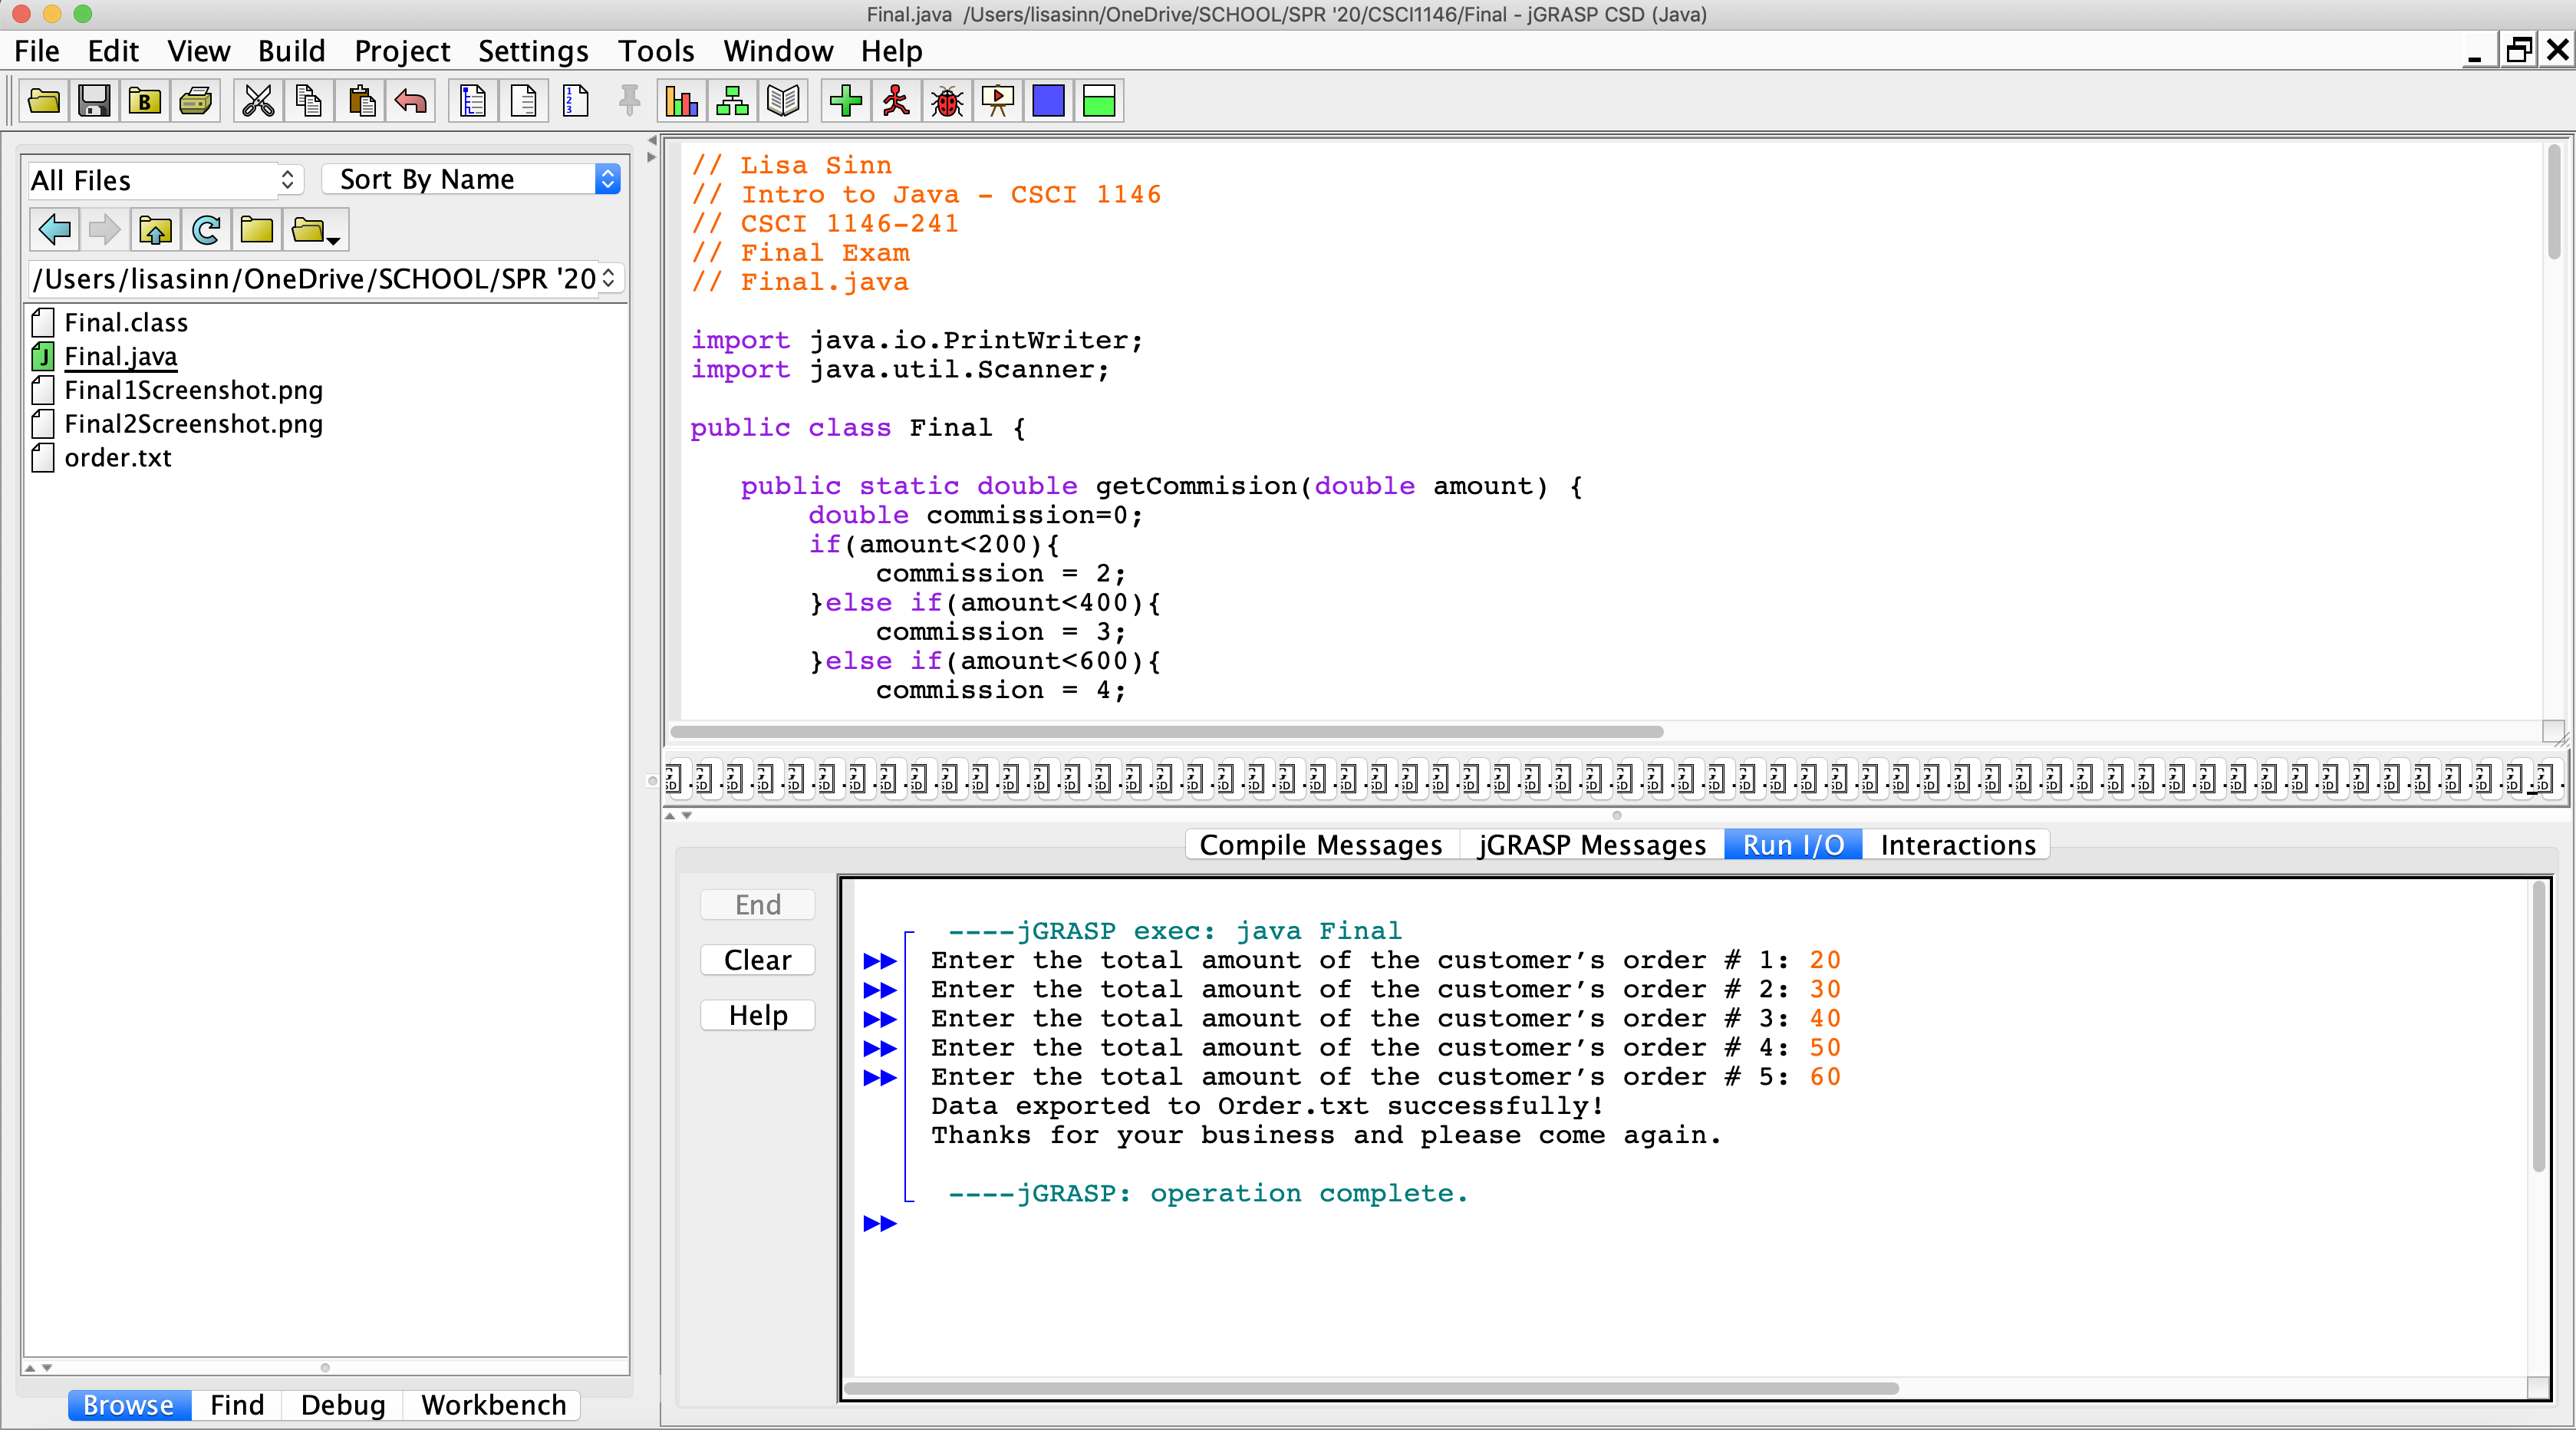 Final.java  /Users/lisasinn/OneDrive/SCHOOL/SPR '20/CSCI1146/Final - jGRASP CSD (Java)
File Edit View Build Project Settings Tools Window Help
All Files Sort By Name
/Users/lisasinn/OneDrive/SCHOOL/SPR '20
Final.class
Final.java
Final1Screenshot.png
Final2Screenshot.png
order.txt
Browse Find Debug Workbench
// Lisa Sinn
// Intro to Java - CSCI 1146
// CSCI 1146-241
// Final Exam
// Final.java
import java.io.PrintWriter;
import java.util.Scanner;
public class Final {
public static double getCommision(double amount) {
double commission=0;
if(amount<200){
commission = 2;
}else if(amount<400){
commission = 3;
}else if(amount<600){
commission = 4;
Compile Messages jGRASP Messages Run I/O Interactions
End
Clear
Help
----jGRASP exec: java Final
Enter the total amount of the customer’s order # 1: 20
Enter the total amount of the customer’s order # 2: 30
Enter the total amount of the customer’s order # 3: 40
Enter the total amount of the customer’s order # 4: 50
Enter the total amount of the customer’s order # 5: 60
Data exported to Order.txt successfully!
Thanks for your business and please come again.
----jGRASP: operation complete.